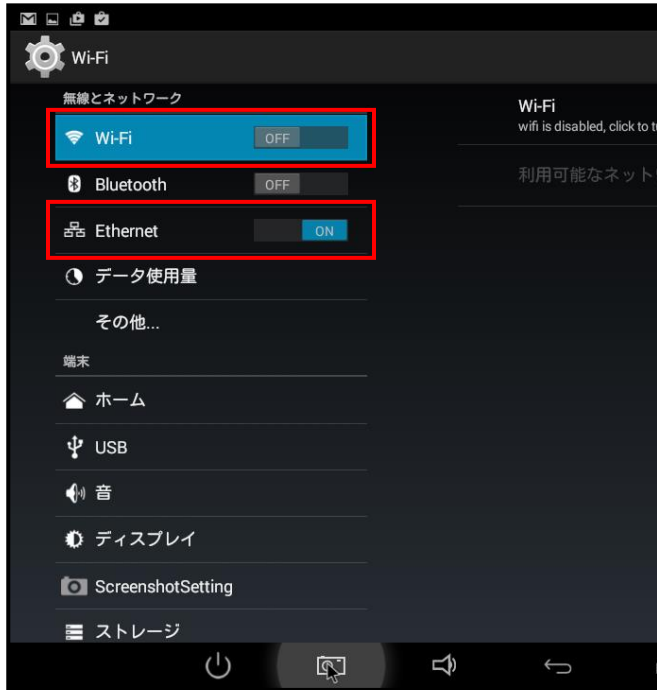 Wi-Fi
無線とネットワーク
Wi-Fi OFF
Bluetooth OFF
Ethernet ON
データ使用量
その他...
端末
ホーム
USB
音
ディスプレイ
ScreenshotSetting
ストレージ
Wi-Fi
wifi is disabled, click to
利用可能なネット